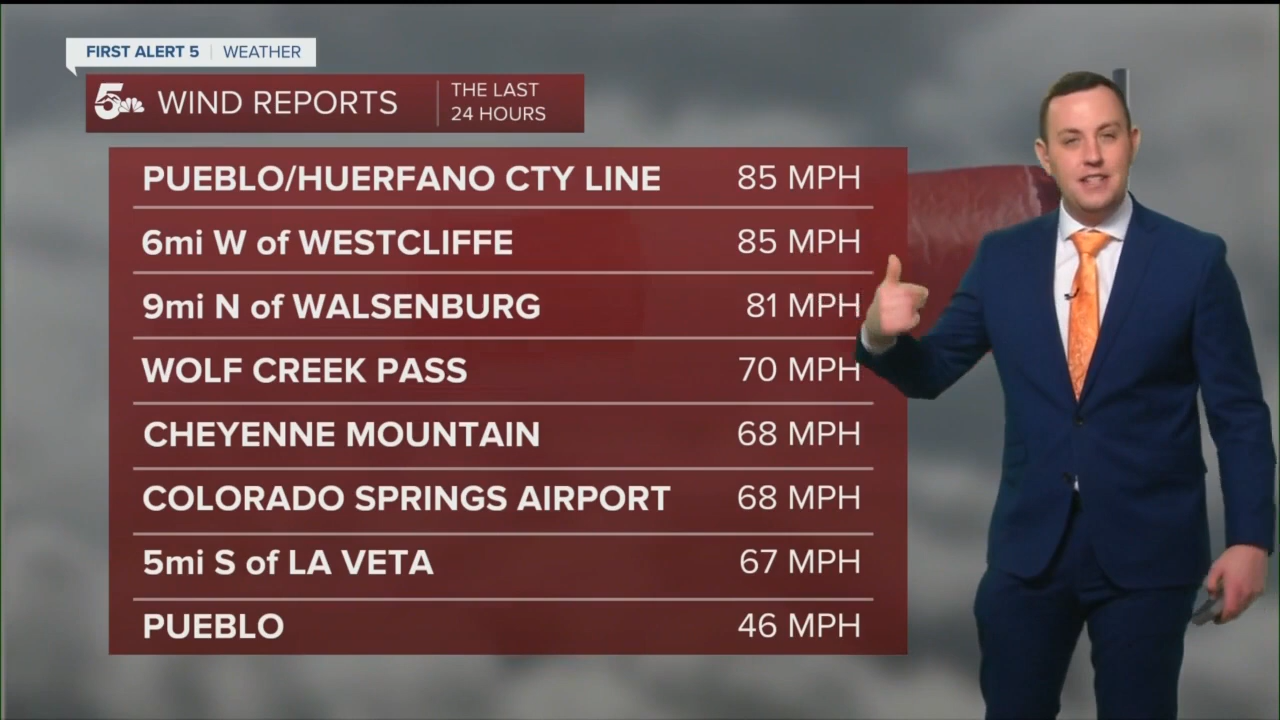 FIRST ALERT 5 | WEATHER
5 WIND REPORTS
THE LAST
24 HOURS
PUEBLO/HUERFANO CTY LINE 85 MPH
6mi W of WESTCLIFFE 85 MPH
9mi N of WALSENBURG 81 MPH
WOLF CREEK PASS 70 MPH
CHEYENNE MOUNTAIN 68 MPH
COLORADO SPRINGS AIRPORT 68 MPH
5mi S of LA VETA 67 MPH
PUEBLO 46 MPH